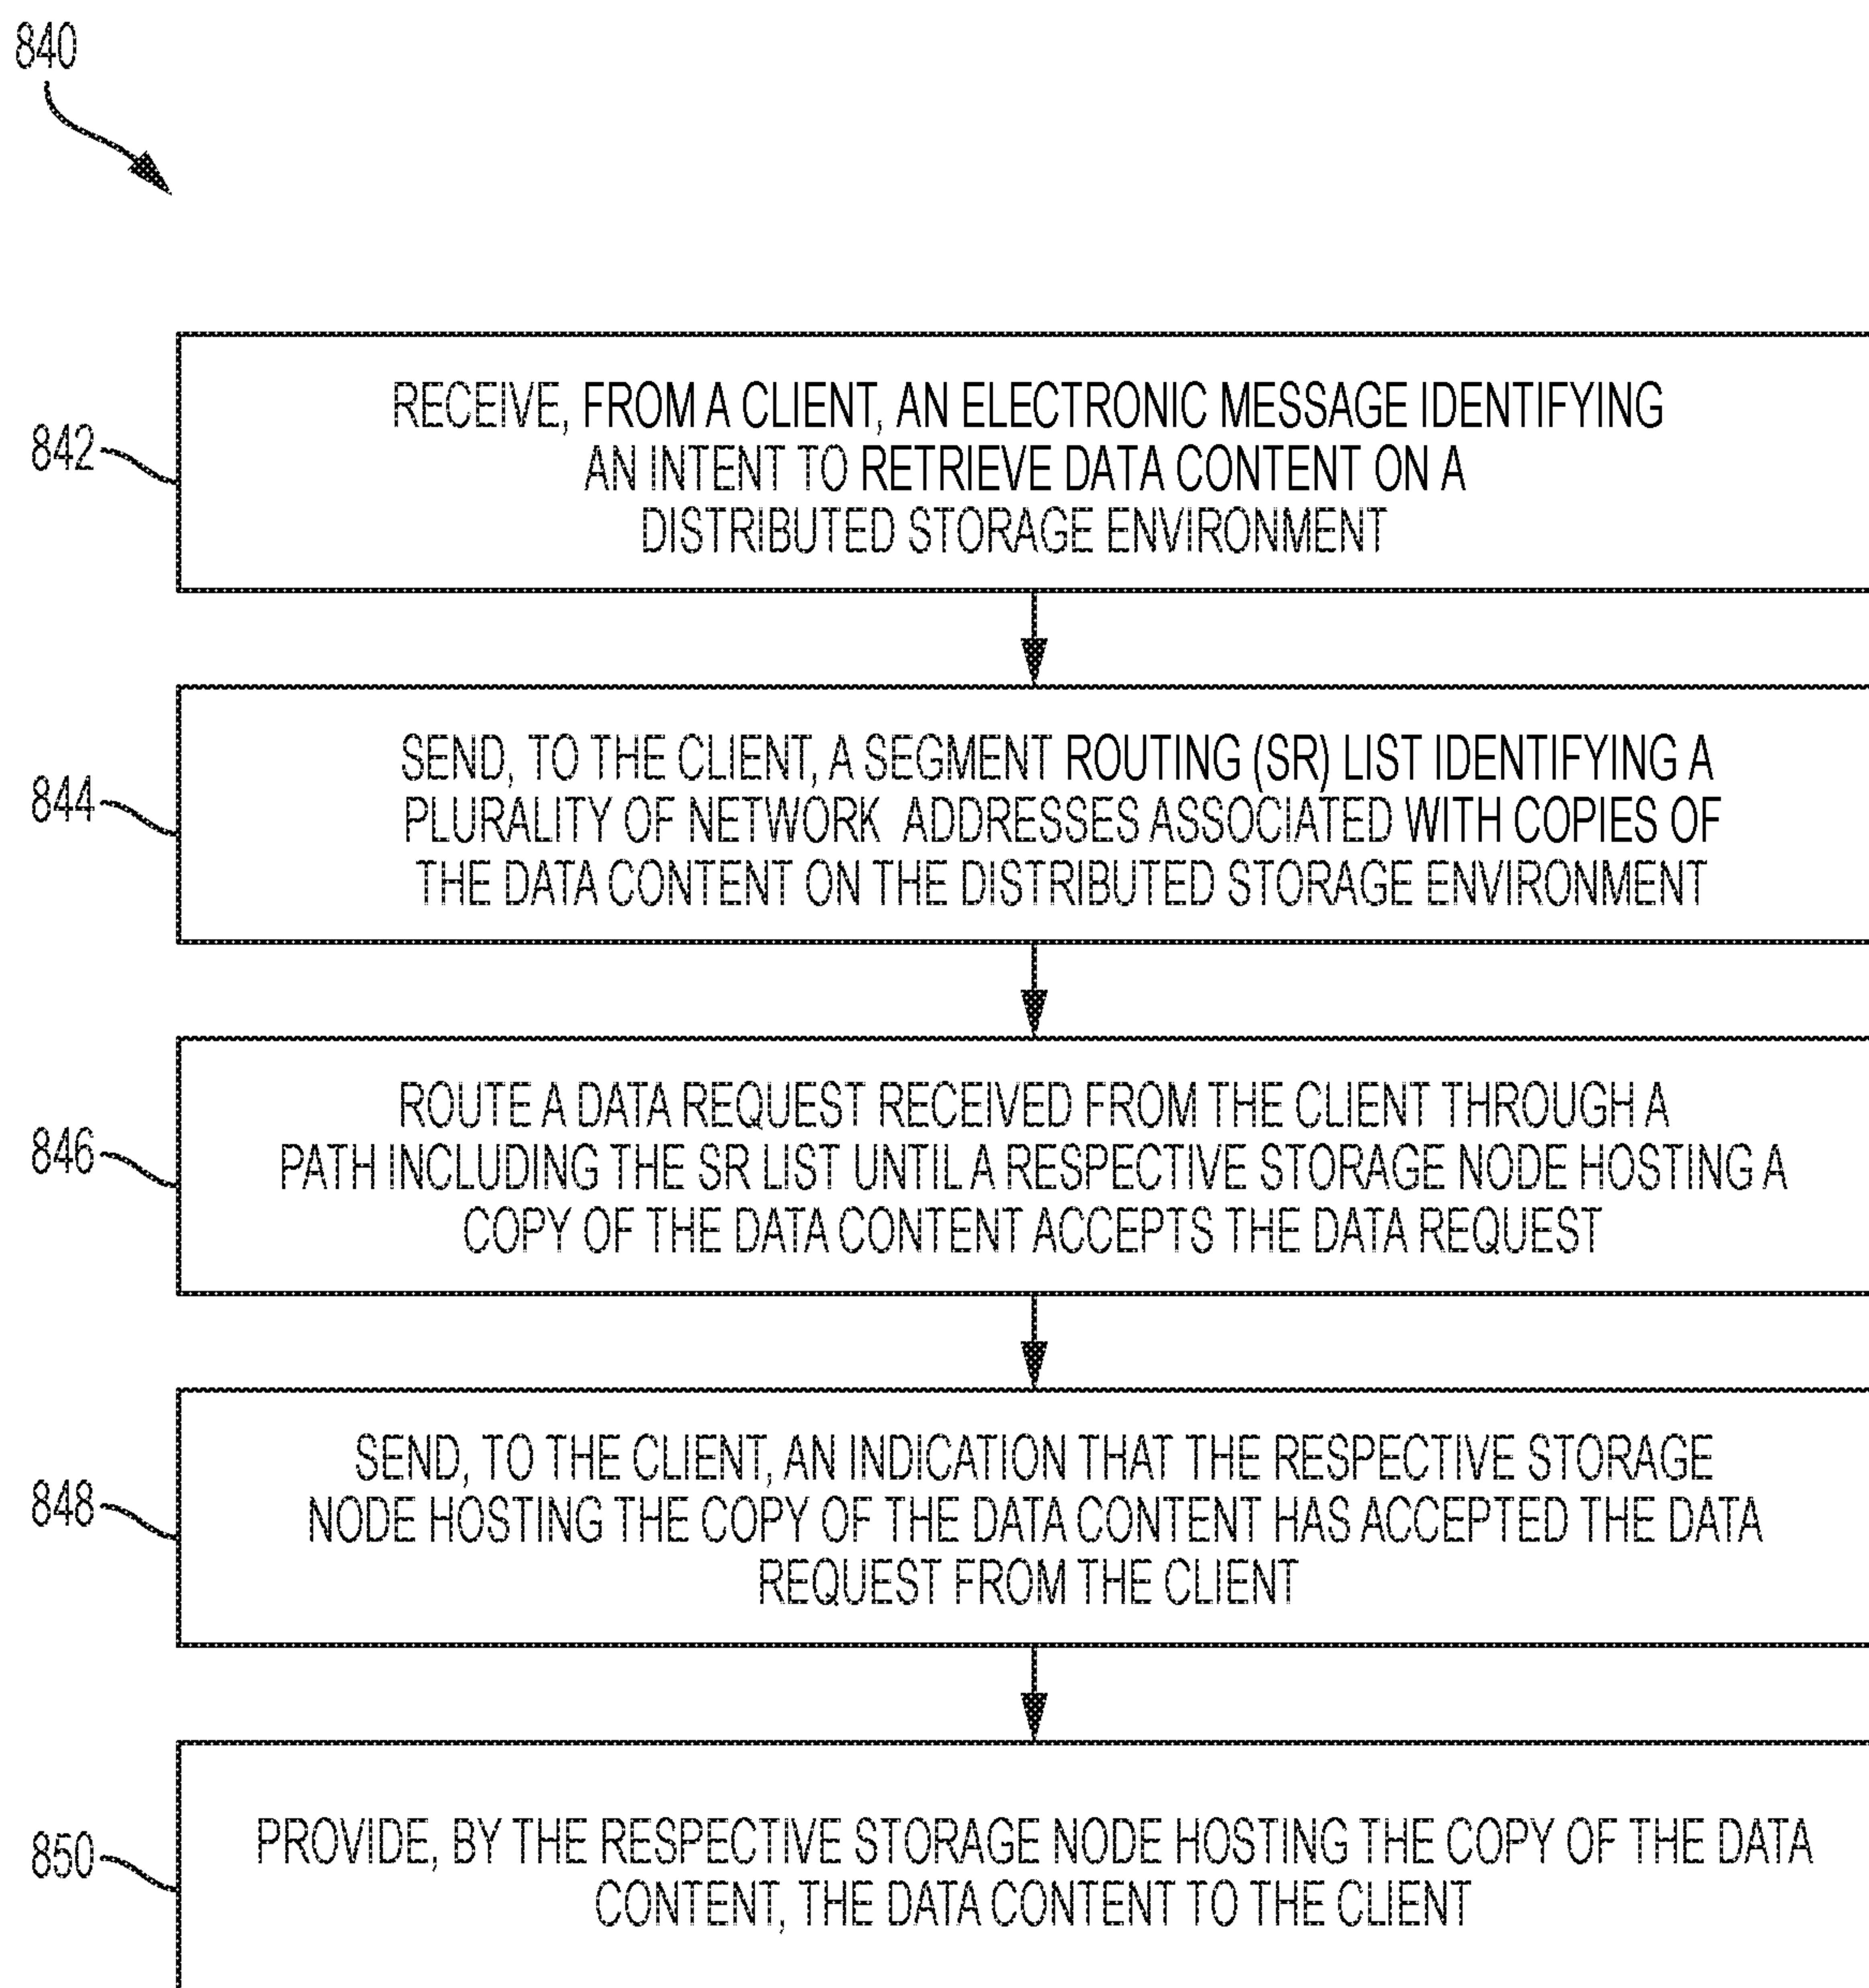 840
842
RECEIVE, FROM A CLIENT, AN ELECTRONIC MESSAGE IDENTIFYING
AN INTENT TO RETRIEVE DATA CONTENT ON A
DISTRIBUTED STORAGE ENVIRONMENT
844
SEND, TO THE CLIENT, A SEGMENT ROUTING (SR) LIST IDENTIFYING A
PLURALITY OF NETWORK ADDRESSES ASSOCIATED WITH COPIES OF
THE DATA CONTENT ON THE DISTRIBUTED STORAGE ENVIRONMENT
846
ROUTE A DATA REQUEST RECEIVED FROM THE CLIENT THROUGH A
PATH INCLUDING THE SR LIST UNTIL A RESPECTIVE STORAGE NODE HOSTING A
COPY OF THE DATA CONTENT ACCEPTS THE DATA REQUEST
848
SEND, TO THE CLIENT, AN INDICATION THAT THE RESPECTIVE STORAGE
NODE HOSTING THE COPY OF THE DATA CONTENT HAS ACCEPTED THE DATA
REQUEST FROM THE CLIENT
850
PROVIDE, BY THE RESPECTIVE STORAGE NODE HOSTING THE COPY OF THE DATA
CONTENT, THE DATA CONTENT TO THE CLIENT